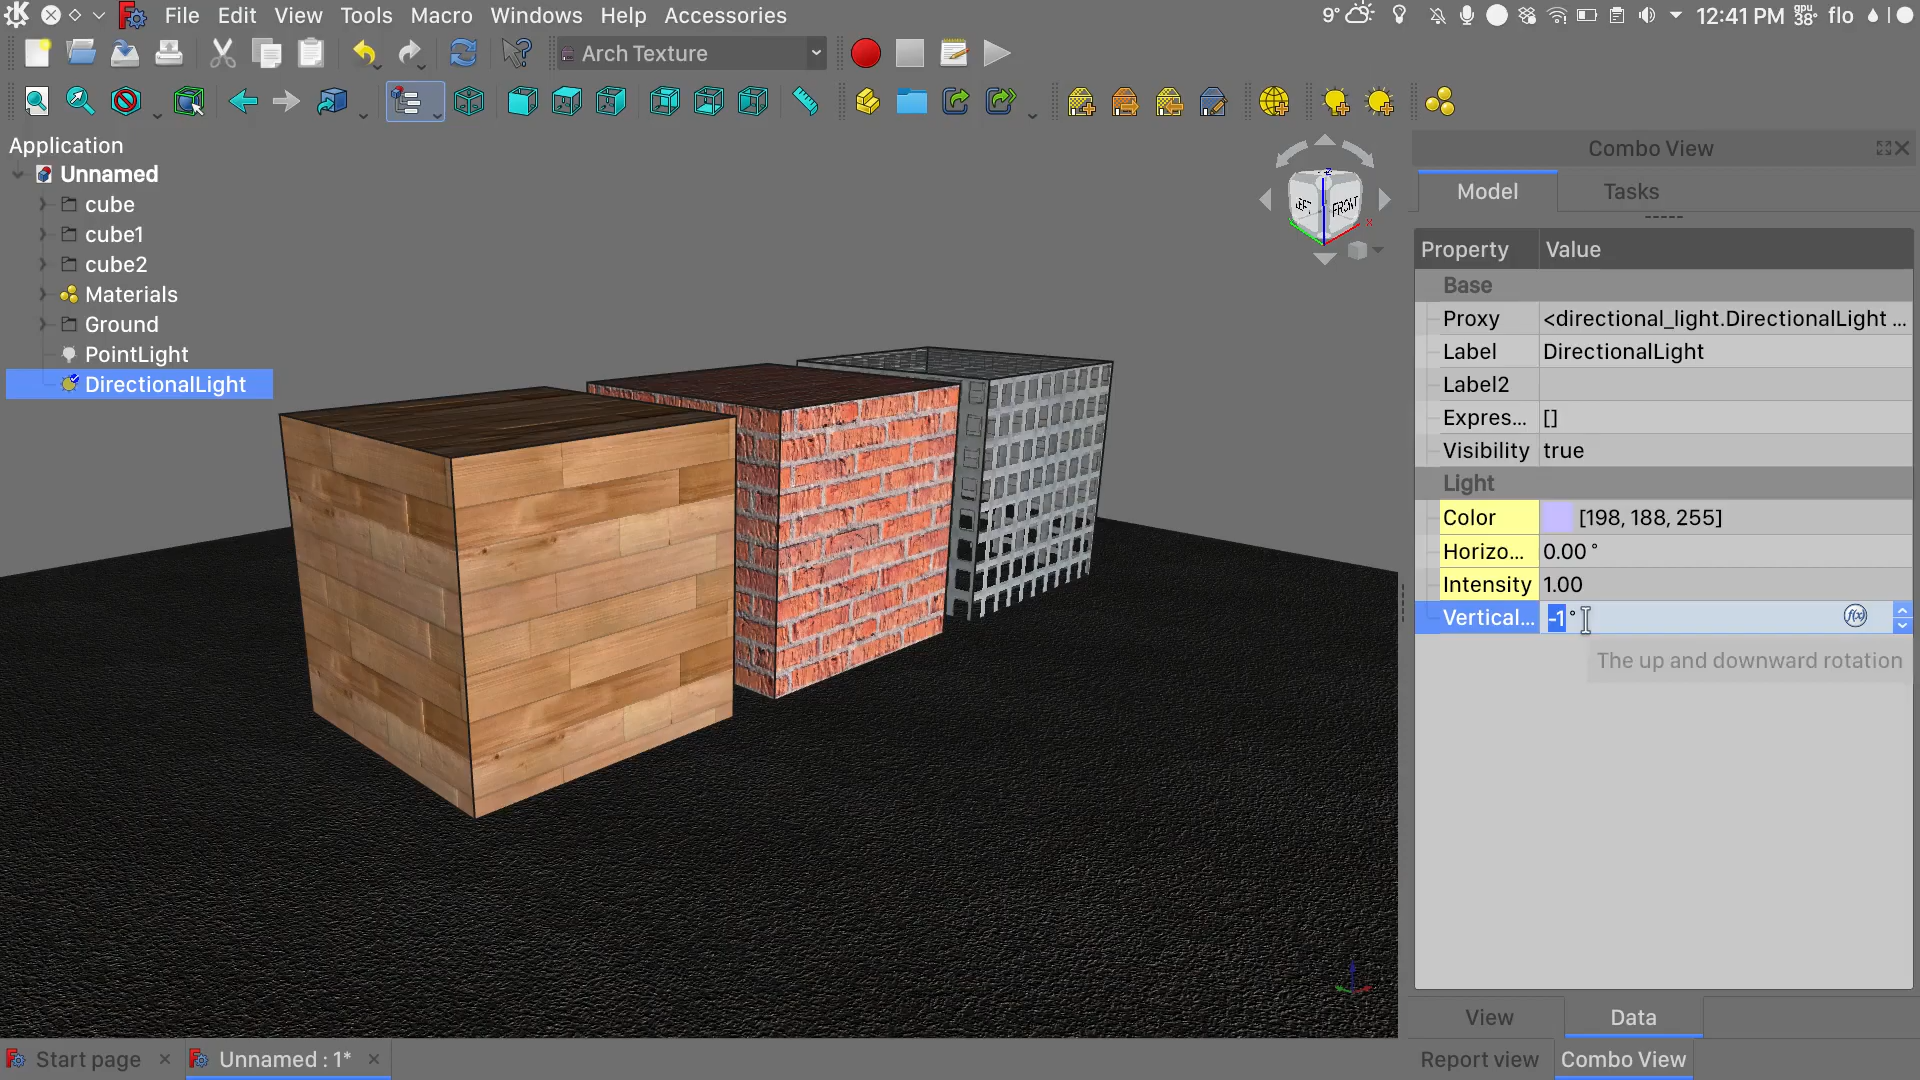 File Edit View Tools Macro Windows Help Accessories
9° 12:41 PM gpu 38° flo
Arch Texture
Application
Unnamed
cube
cube1
cube2
Materials
Ground
PointLight
DirectionalLight
FRONT
Combo View
Model Tasks
Property Value
Base
Proxy <directional_light.DirectionalLight ...
Label DirectionalLight
Label2
Expres... []
Visibility true
Light
Color [198, 188, 255]
Horizo... 0.00 °
Intensity 1.00
Vertical... -1 ° f(x)
The up and downward rotation
View Data
Start page Unnamed : 1*
Report view Combo View